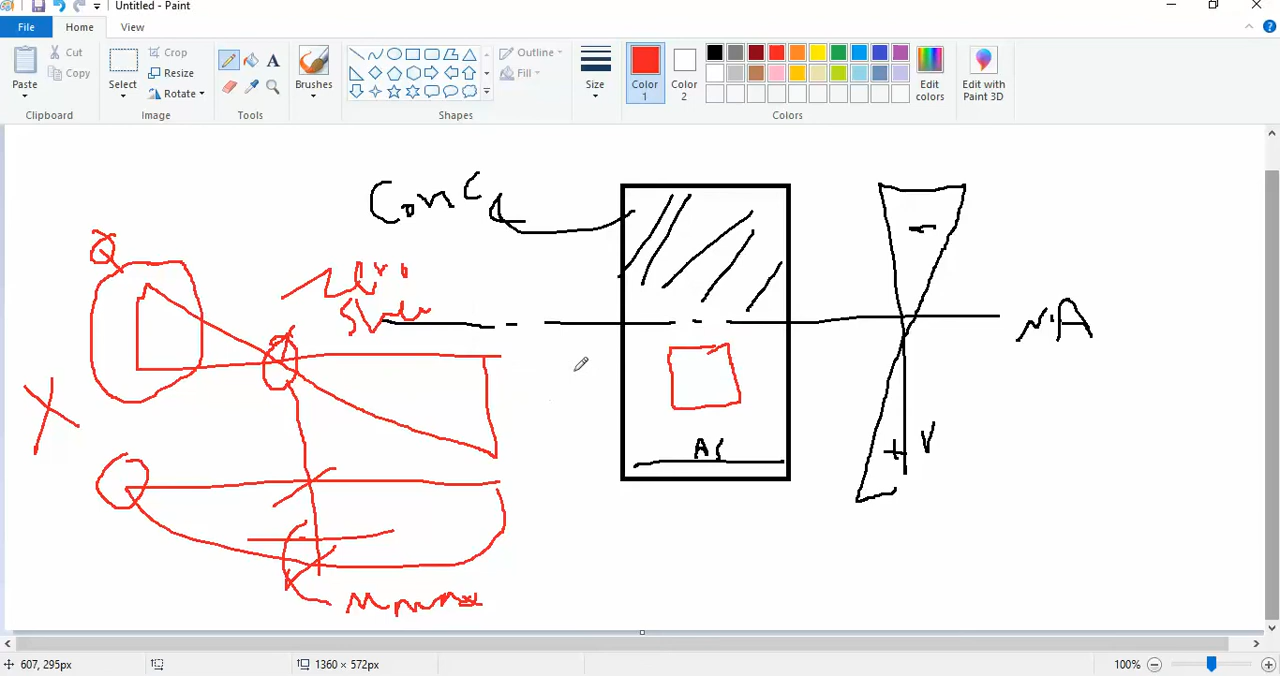 Untitled - Paint
File Home View
Paste
Cut
Copy
Clipboard
Select
Crop
Resize
Rotate
Image
Tools
Brushes
Shapes
Outline
Fill
Size
Color 1
Color 2
Colors
Edit colors
Edit with Paint 3D
Conc
N.A
As
V
X
607, 295px
1360 × 572px
100%